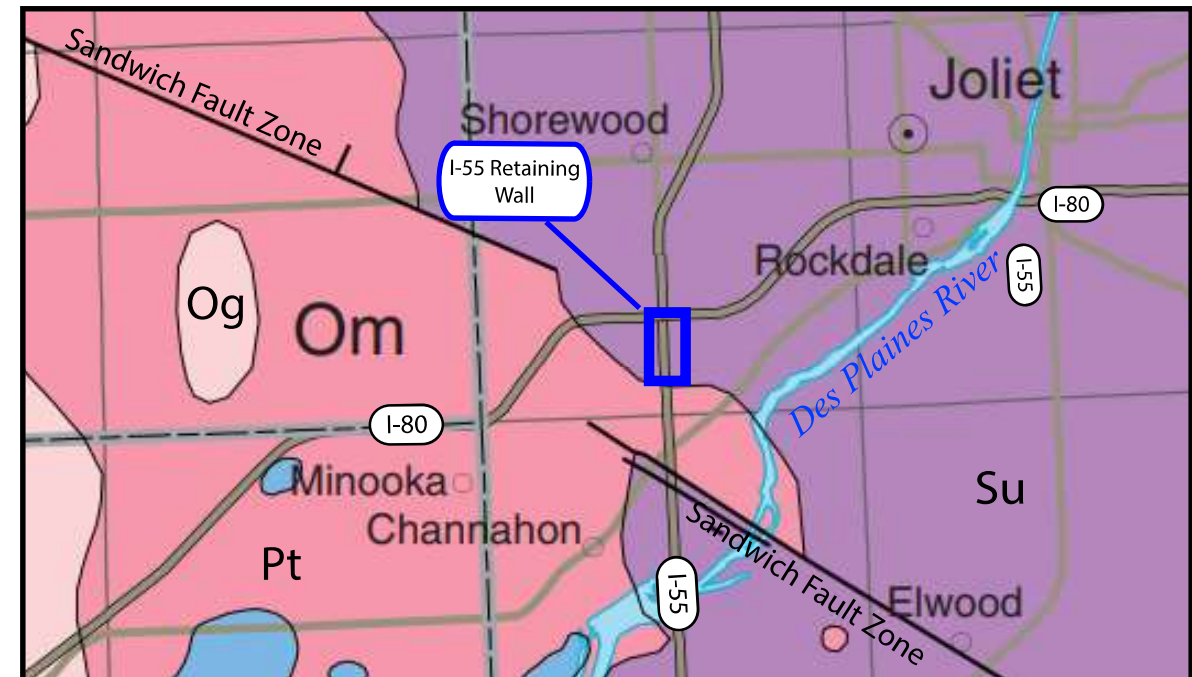 Sandwich Fault Zone
Joliet
Shorewood
I-55 Retaining
Wall
I-80
Rockdale
I-55
Og
Om
Des Plaines River
I-80
Minooka
Su
Channahon
Sandwich Fault Zone
Pt
I-55
Elwood